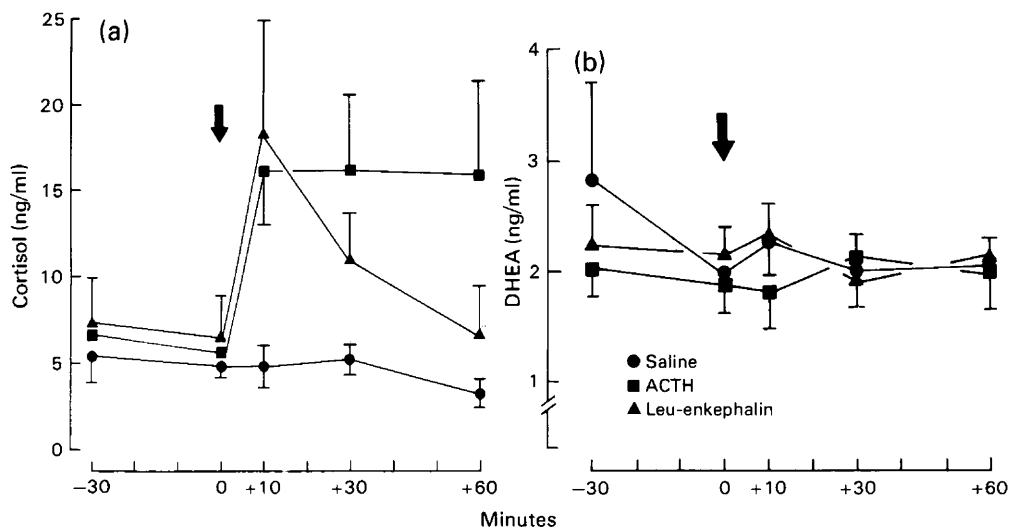 (a)
Cortisol (ng/ml)
25
20
15
10
5
0
−30
0
+10
+30
+60
(b)
DHEA (ng/ml)
4
3
2
1
Saline
ACTH
Leu-enkephalin
−30
0
+10
+30
+60
Minutes